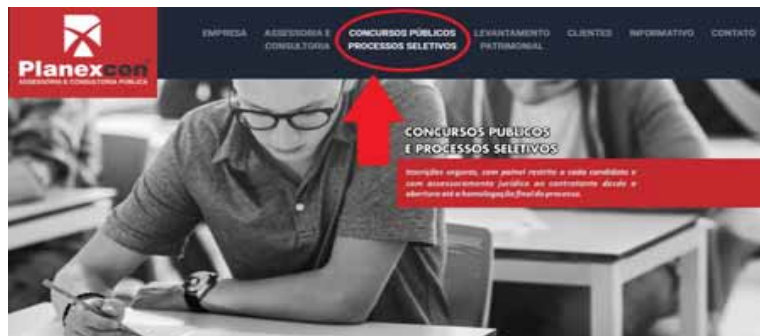 EMPRESA
ASSESSORIA E
CONSULTORIA
CONCURSOS PÚBLICOS
PROCESSOS SELETIVOS
LEVANTAMENTO
PATRIMONIAL
CLIENTES
INFORMATIVO
CONTATO
Planexcon
ASSESSORIA & CONSULTORIA PÚBLICA
CONCURSOS PUBLICOS
E PROCESSOS SELETIVOS
Inscrições seguras, com painel restrito a cada candidato e
com assessoramento jurídico ao contratante desde a
abertura até a homologação final do processo.